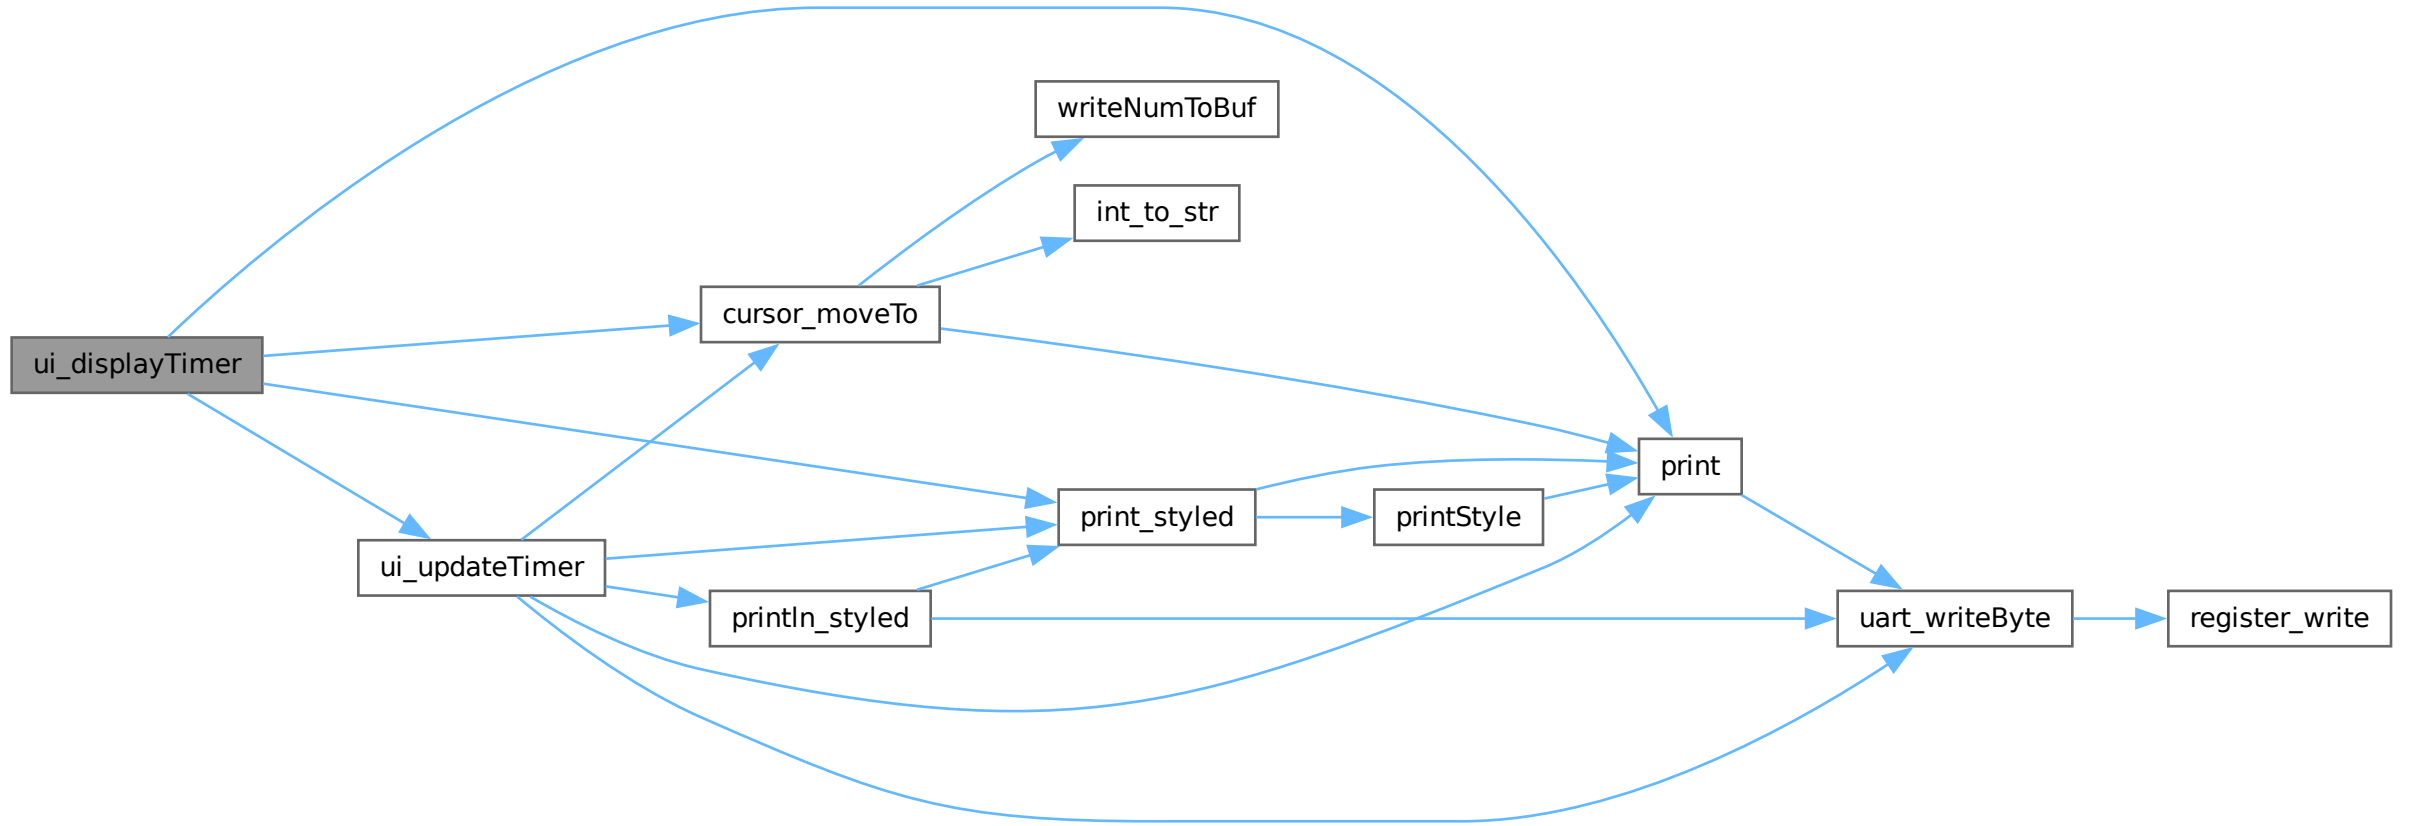 ui_displayTimer
cursor_moveTo
writeNumToBuf
int_to_str
print
uart_writeByte
register_write
print_styled
printStyle
ui_updateTimer
println_styled